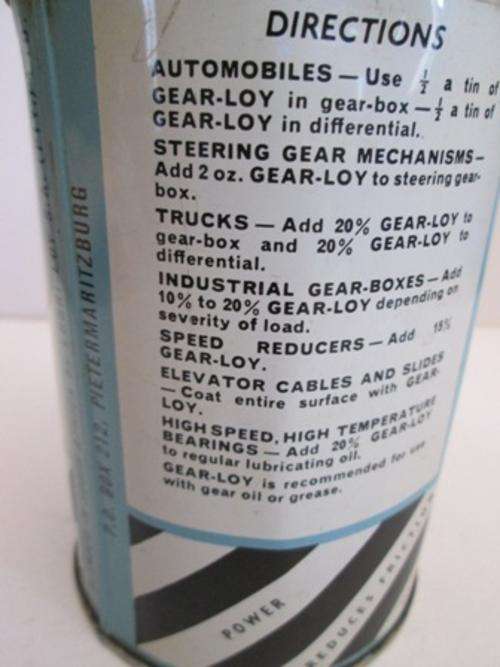 DIRECTIONS
AUTOMOBILES — Use ½ a tin of
GEAR-LOY in gear-box — ½ a tin of
GEAR-LOY in differential.
STEERING GEAR MECHANISMS—
Add 2 oz. GEAR-LOY to steering gear-
box.
TRUCKS — Add 20% GEAR-LOY to
gear-box and 20% GEAR-LOY to
differential.
INDUSTRIAL GEAR-BOXES — Add
10% to 20% GEAR-LOY depending on
severity of load.
SPEED REDUCERS — Add 15%
GEAR-LOY.
ELEVATOR CABLES AND SLIDES
— Coat entire surface with GEAR-
LOY.
HIGH SPEED, HIGH TEMPERATURE
BEARINGS — Add 20% GEAR-LOY
to regular lubricating oil.
GEAR-LOY is recommended for use
with gear oil or grease.
P.O. BOX 212, PIETERMARITZBURG
POWER
REDUCES FRICTION